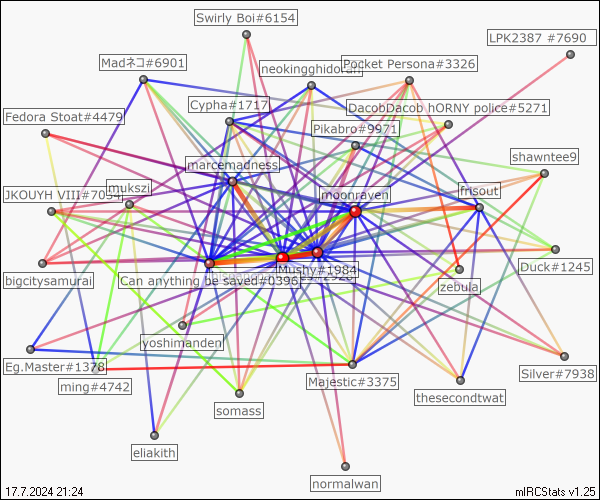 Swirly Boi#6154
LPK2387 #7690
Madネコ#6901
neokingghidorah
Pocket Persona#3326
Cypha#1717
DacobDacob hORNY police#5271
Fedora Stoat#4479
Pikabro#9971
shawntee9
marcemadness
mukszi
JKOUYH VIII#7034
moonraven
frisout
bigcitysamurai
Can anything be saved#0396
Mushy#1984
Duck#1245
zebula
yoshimanden
Eg.Master#1378
ming#4742
Majestic#3375
Silver#7938
thesecondtwat
somass
eliakith
normalwan
17.7.2024 21:24
mIRCStats v1.25